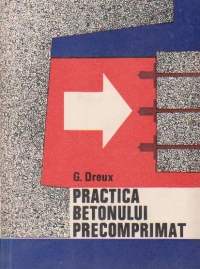 G. Dreux
PRACTICA
BETONULUI
PRECOMPRIMAT